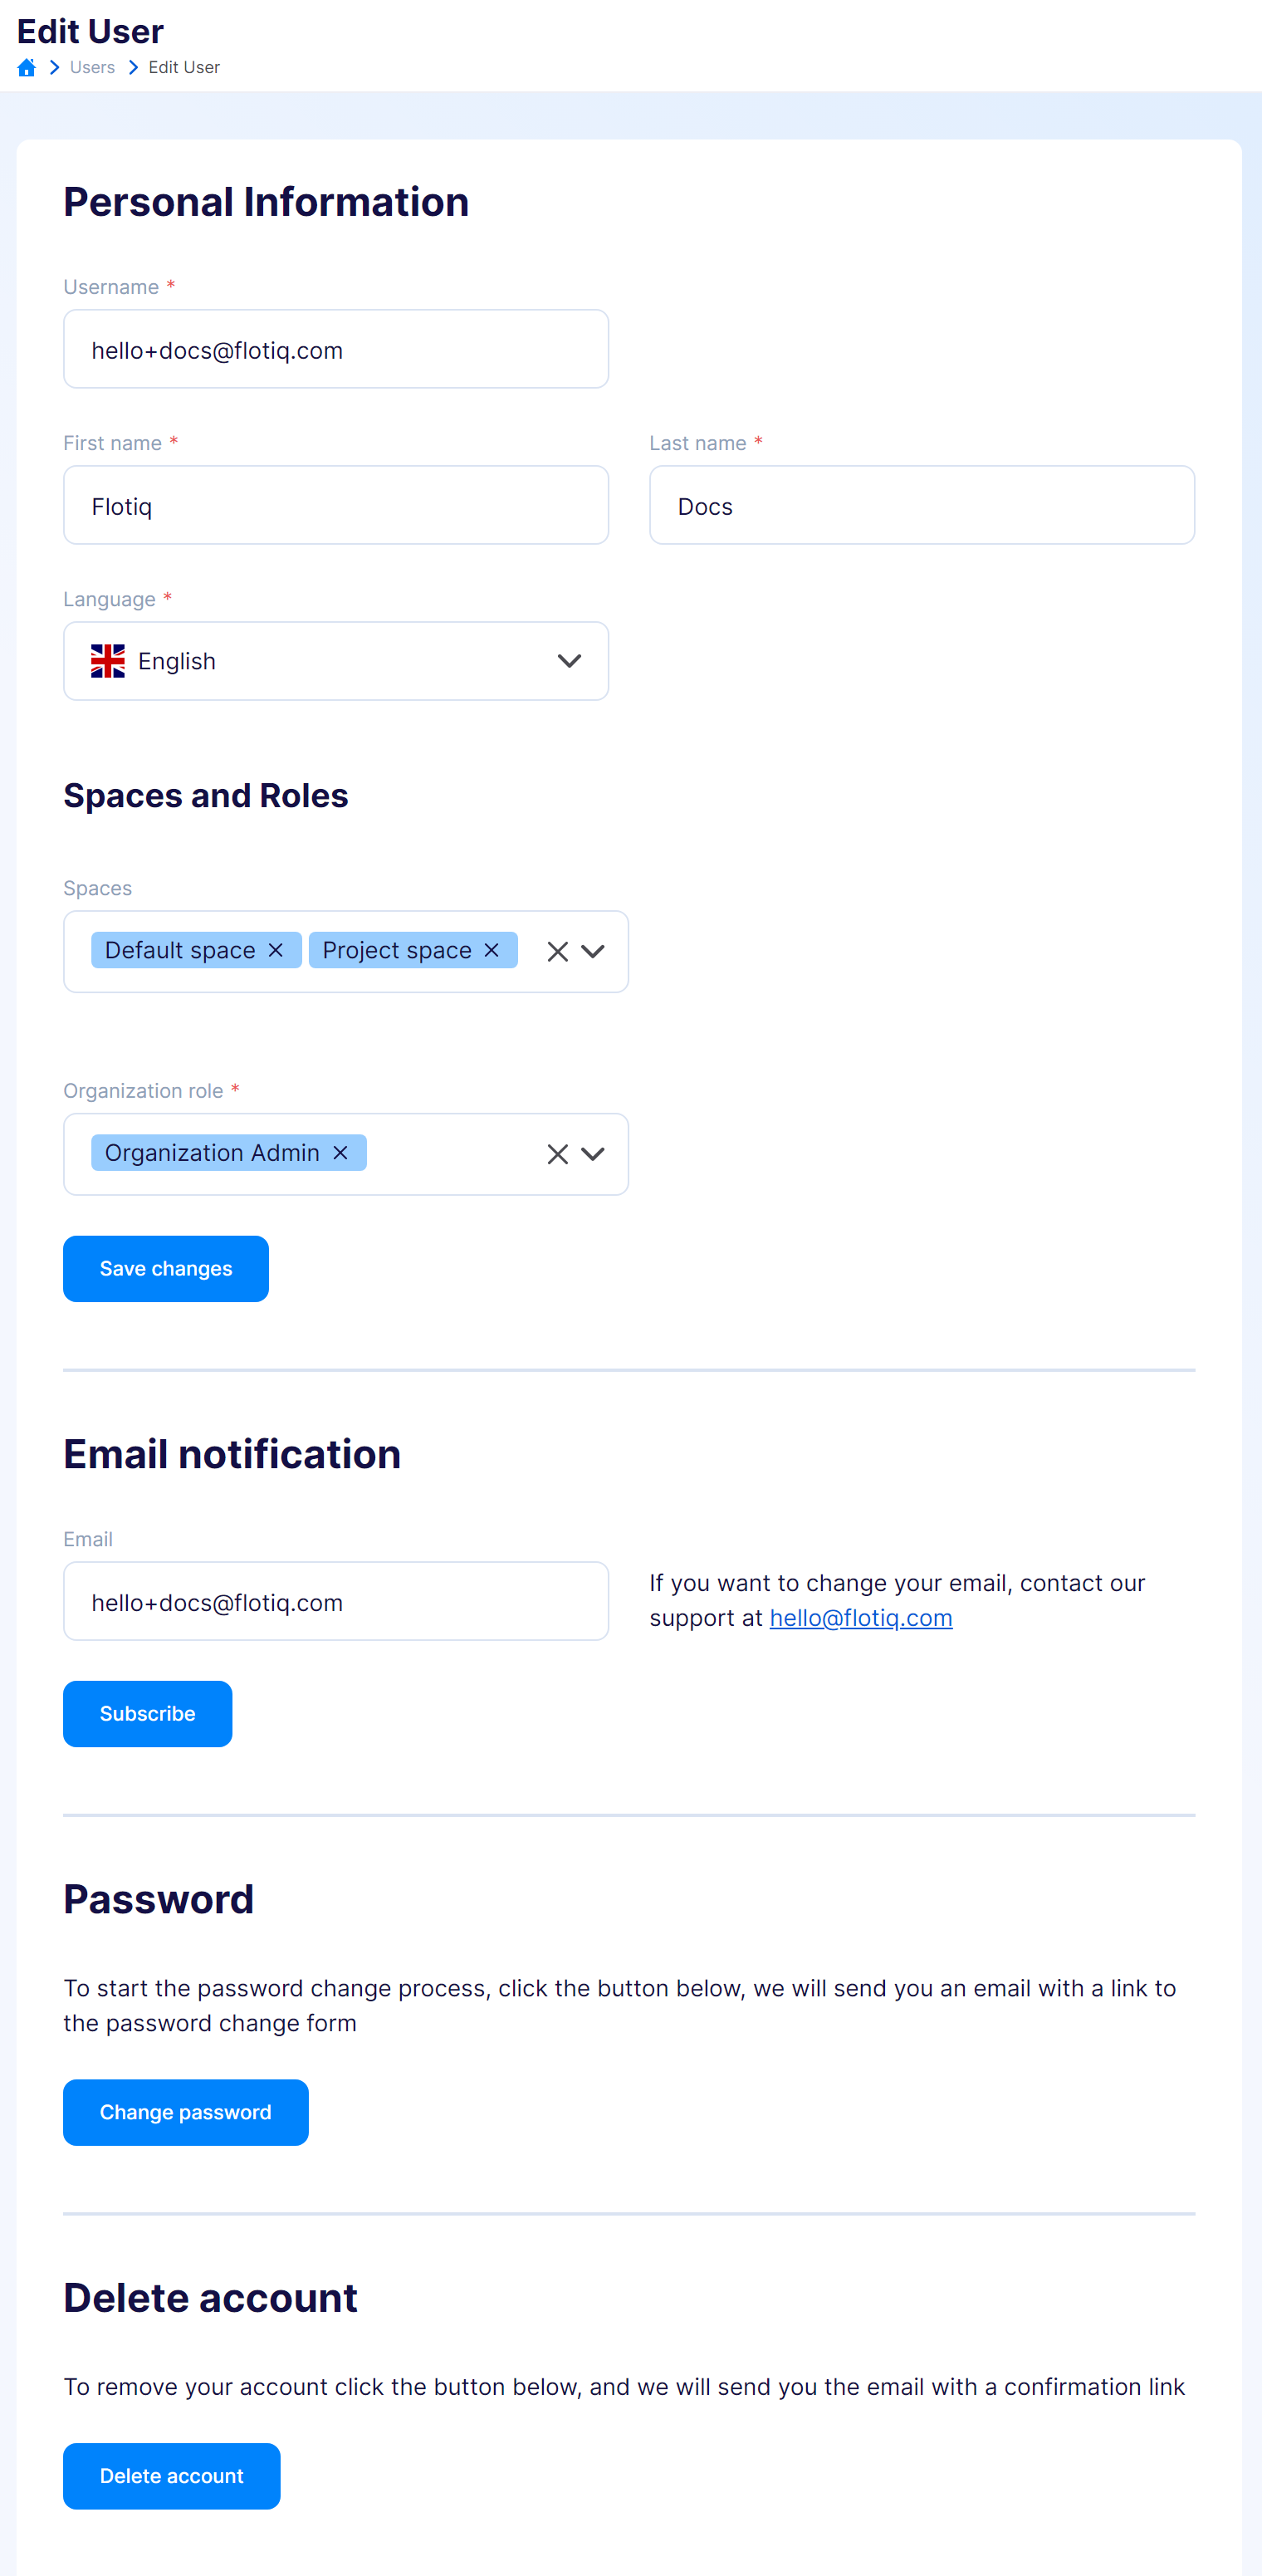 Edit User
Users Edit User
Personal Information
Username *
hello+docs@flotiq.com
First name * Last name *
Flotiq Docs
Language *
English
Spaces and Roles
Spaces
Default space Project space
Organization role *
Organization Admin
Save changes
Email notification
Email
hello+docs@flotiq.com
If you want to change your email, contact our
support at hello@flotiq.com
Subscribe
Password
To start the password change process, click the button below, we will send you an email with a link to
the password change form
Change password
Delete account
To remove your account click the button below, and we will send you the email with a confirmation link
Delete account